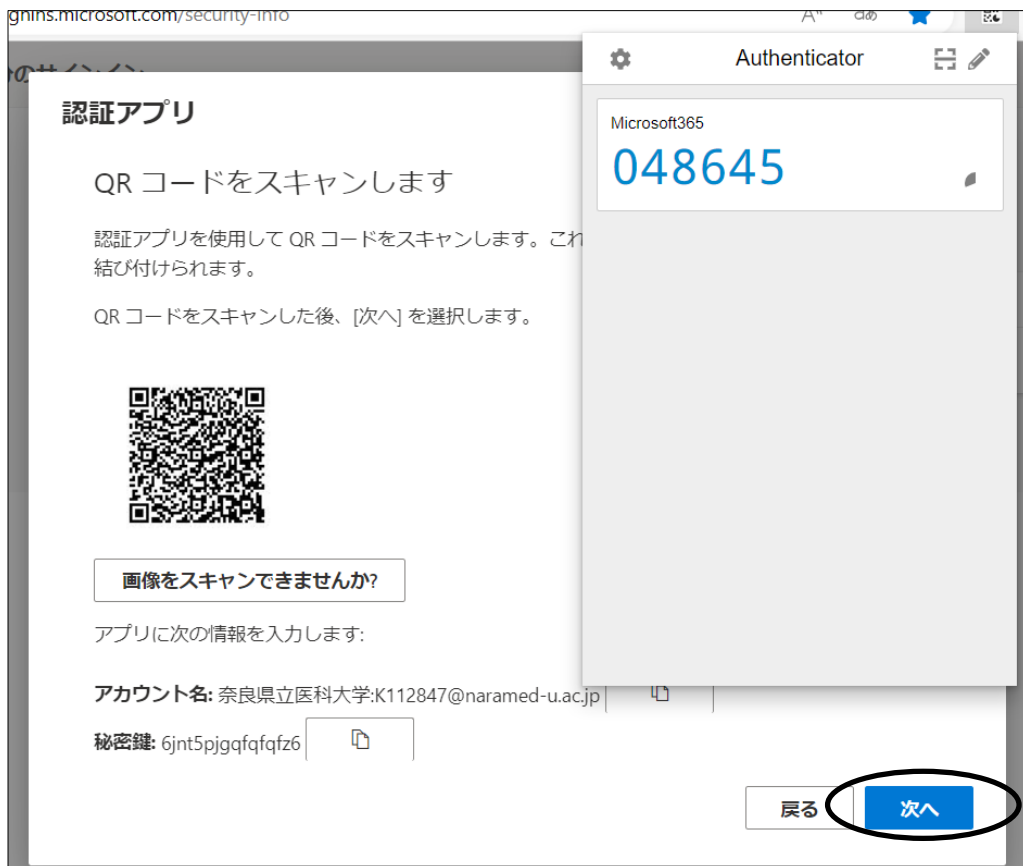 gnins.microsoft.com/security-info
Authenticator
Microsoft365
048645
認証アプリ
QR コードをスキャンします
認証アプリを使用して QR コードをスキャンします。これ
結び付けられます。
QR コードをスキャンした後、[次へ] を選択します。
画像をスキャンできませんか?
アプリに次の情報を入力します:
アカウント名: 奈良県立医科大学:K112847@naramed-u.ac.jp
秘密鍵: 6jnt5pjgqfqfqfz6
戻る 次へ